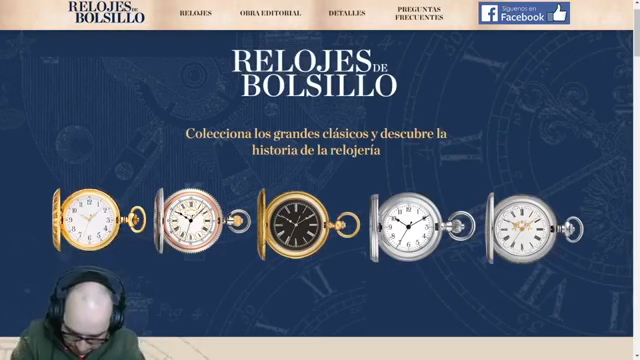 RELOJES DE
BOLSILLO
RELOJES
OBRA EDITORIAL
DETALLES
PREGUNTAS
FRECUENTES
Síguenos en
Facebook
RELOJES DE
BOLSILLO
Colecciona los grandes clásicos y descubre la
historia de la relojería